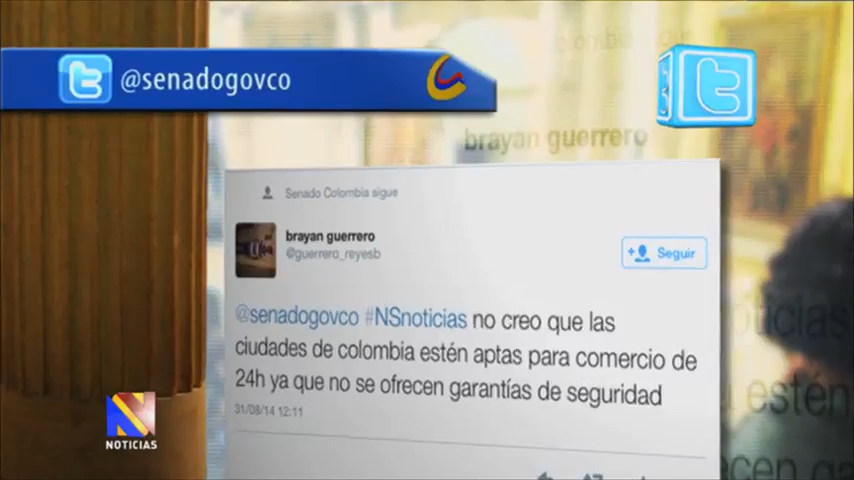 @senadogovco
brayan guerrero
Senado Colombia sigue
brayan guerrero
@guerrero_reyesb
Seguir
@senadogovco #NSnoticias no creo que las
ciudades de colombia estén aptas para comercio de
24h ya que no se ofrecen garantías de seguridad
31/08/14 12:11
N
NOTICIAS